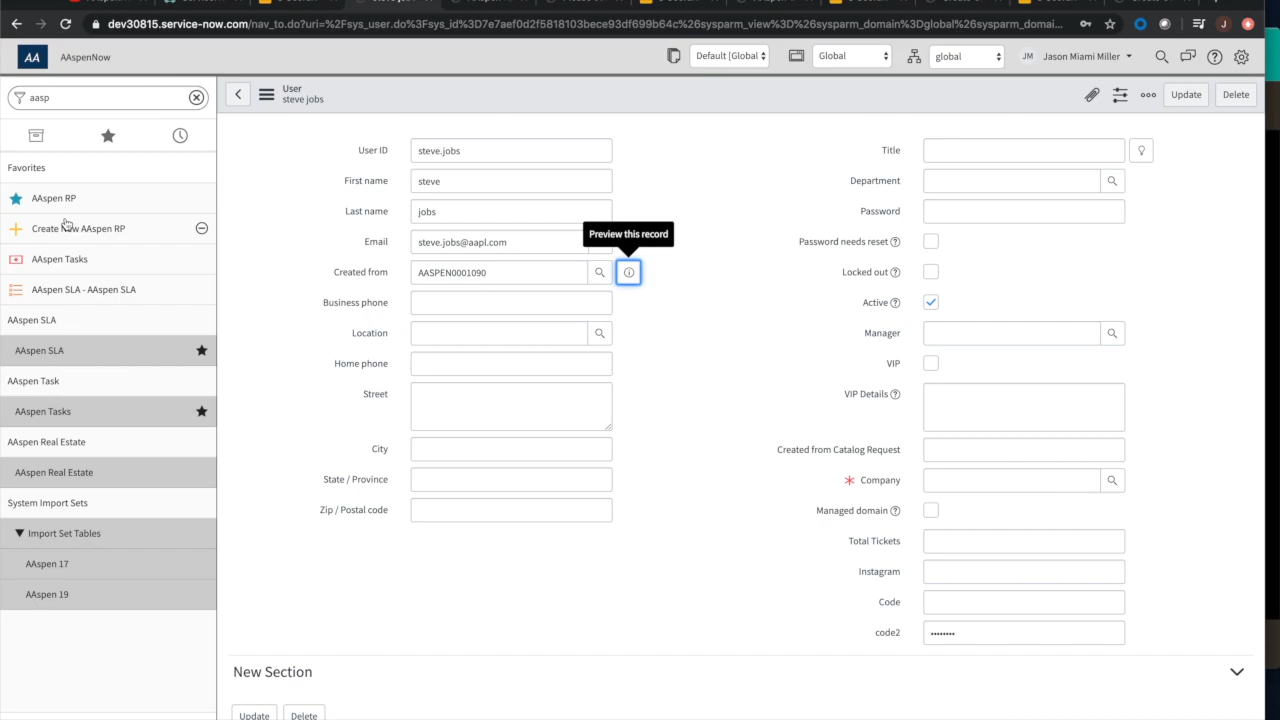 dev30815.service-now.com/nav_to.do?uri=%2Fsys_user.do%3Fsys_id%3D7e7aef0d2f5818103bece93df699b64c%26sysparm_view%3D%26sysparm_domain%3Dglobal%26sysparm_dom...
AA AAspenNow Default [Global Global global JM Jason Miami Miller
aasp
User
steve jobs
Update Delete
Favorites
AAspen RP
Create New AAspen RP
AAspen Tasks
AAspen SLA - AAspen SLA
AAspen SLA
AAspen SLA
AAspen Task
AAspen Tasks
AAspen Real Estate
AAspen Real Estate
System Import Sets
Import Set Tables
AAspen 17
AAspen 19
User ID steve.jobs
First name steve
Last name jobs
Email steve.jobs@aapl.com
Preview this record
Created from AASPEN0001090
Business phone
Location
Home phone
Street
City
State / Province
Zip / Postal code
Title
Department
Password
Password needs reset
Locked out
Active
Manager
VIP
VIP Details
Created from Catalog Request
Company
Managed domain
Total Tickets
Instagram
Code
code2 ••••••••
New Section
Update Delete